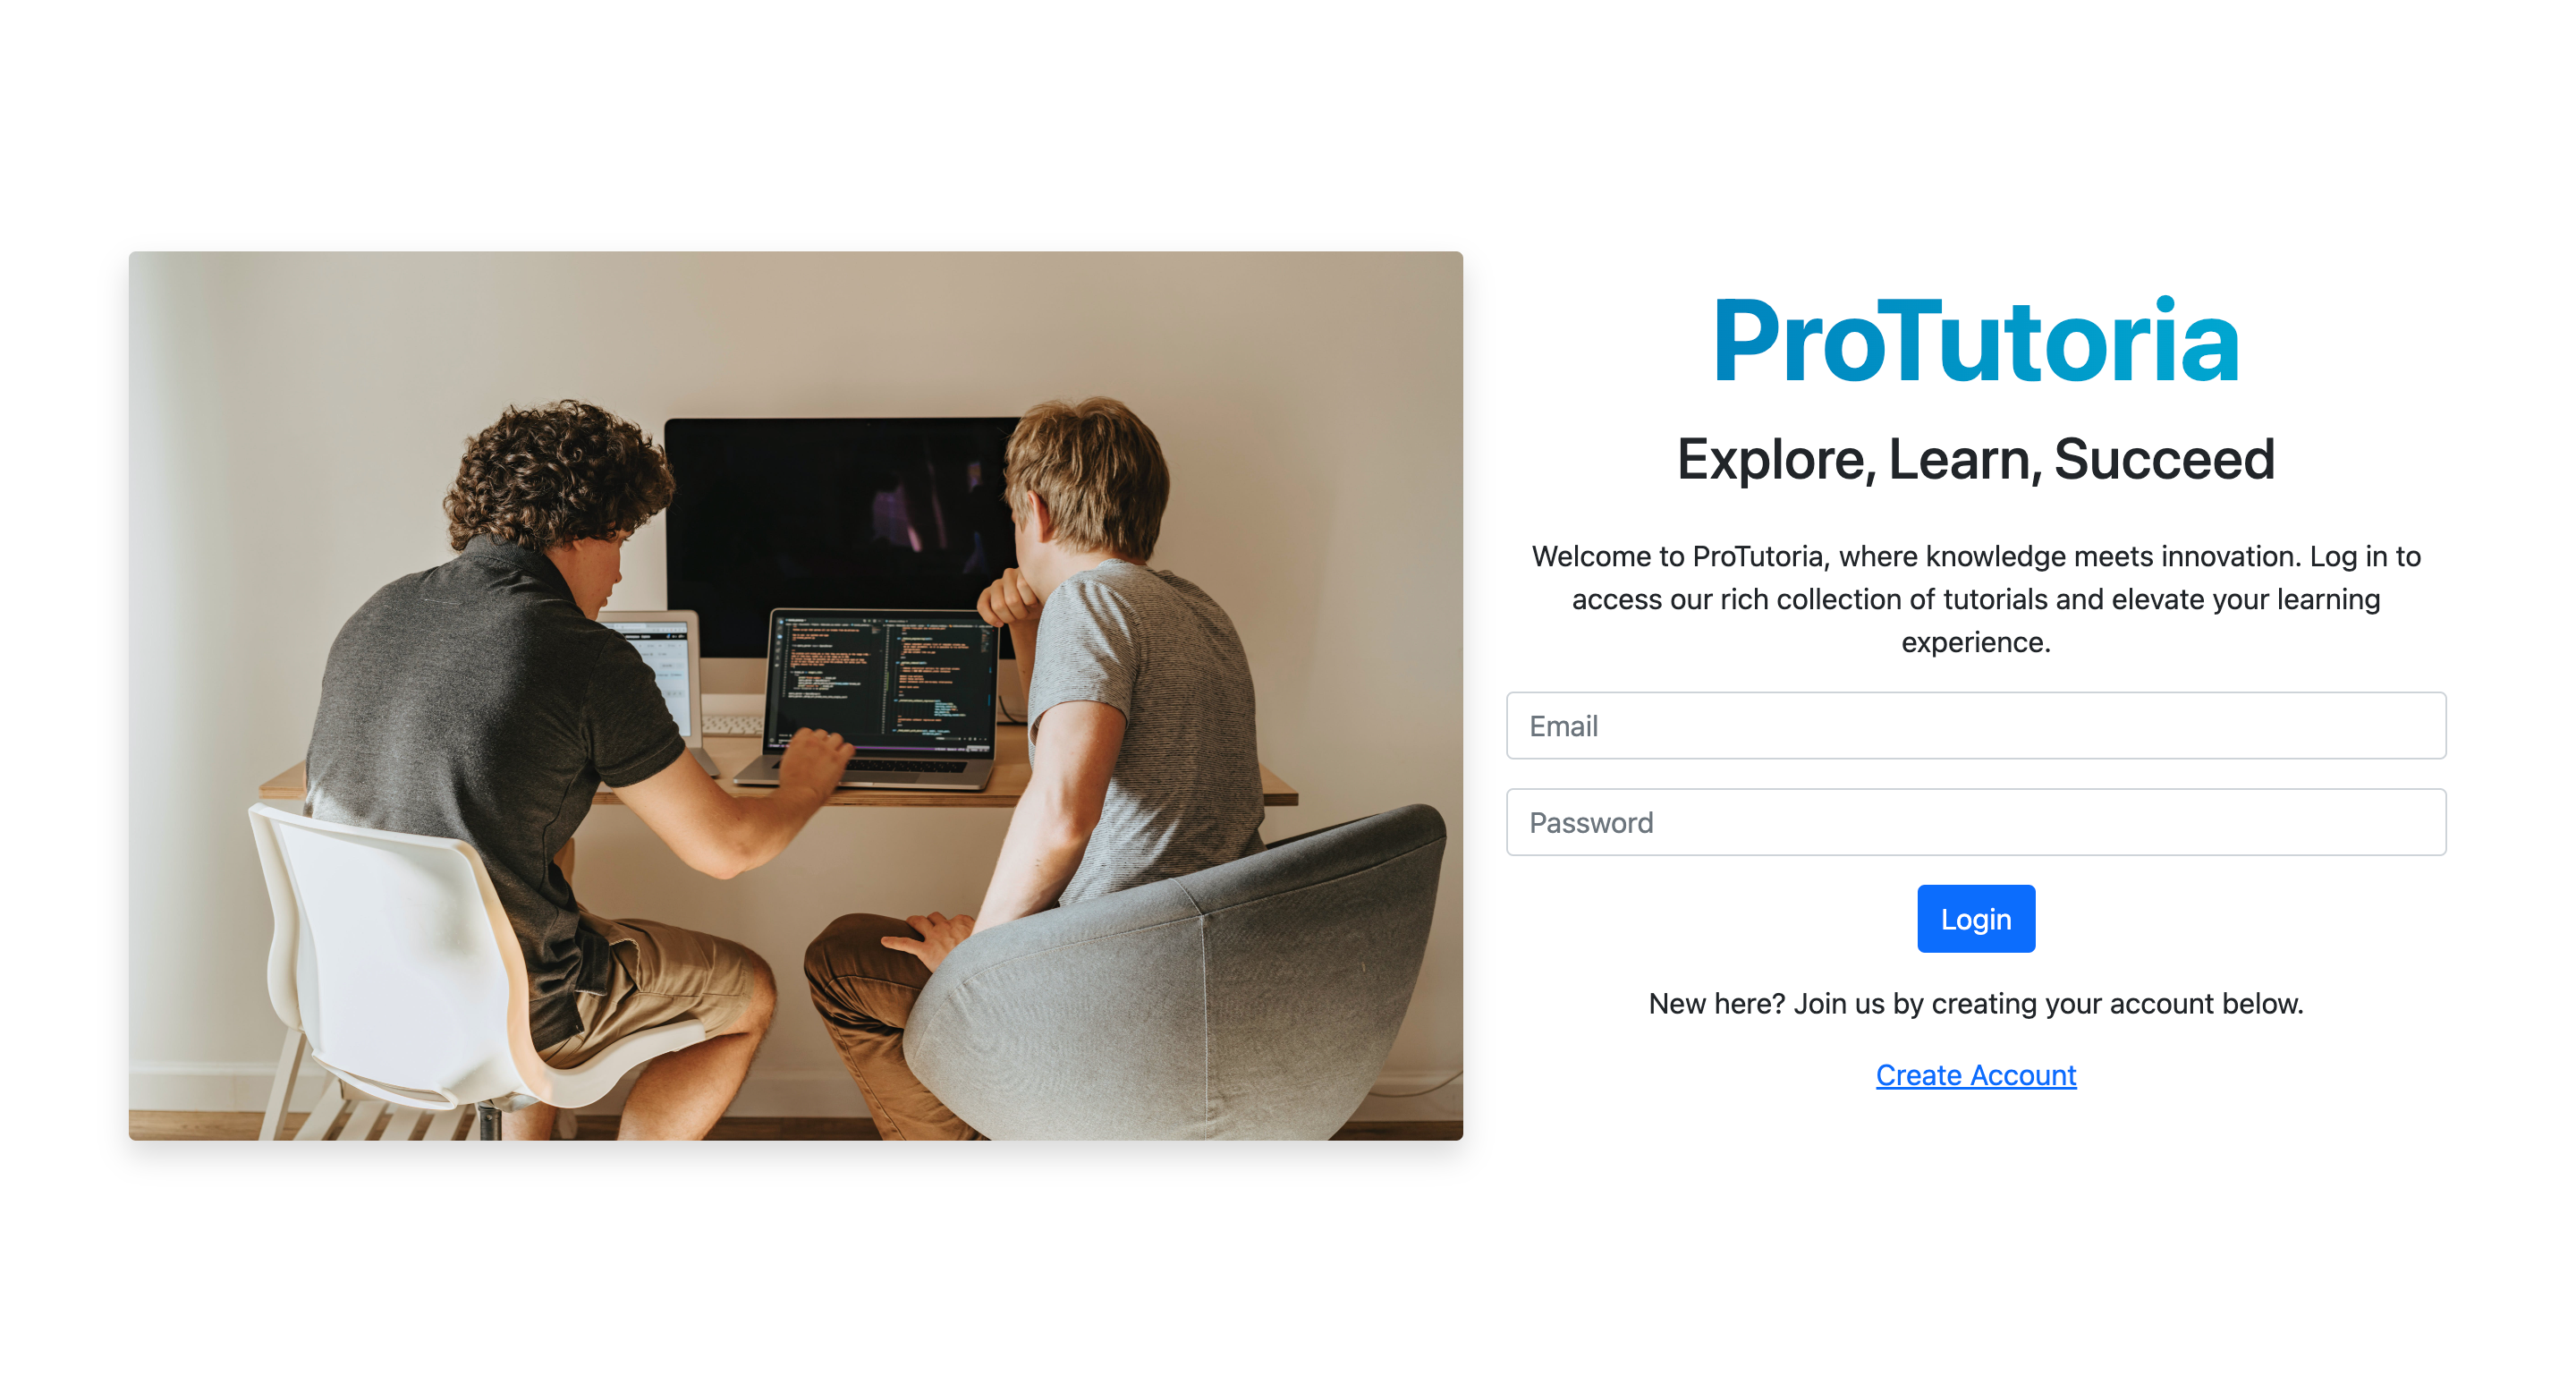 ProTutoria
Explore, Learn, Succeed
Welcome to ProTutoria, where knowledge meets innovation. Log in to
access our rich collection of tutorials and elevate your learning
experience.
Email
Password
Login
New here? Join us by creating your account below.
Create Account